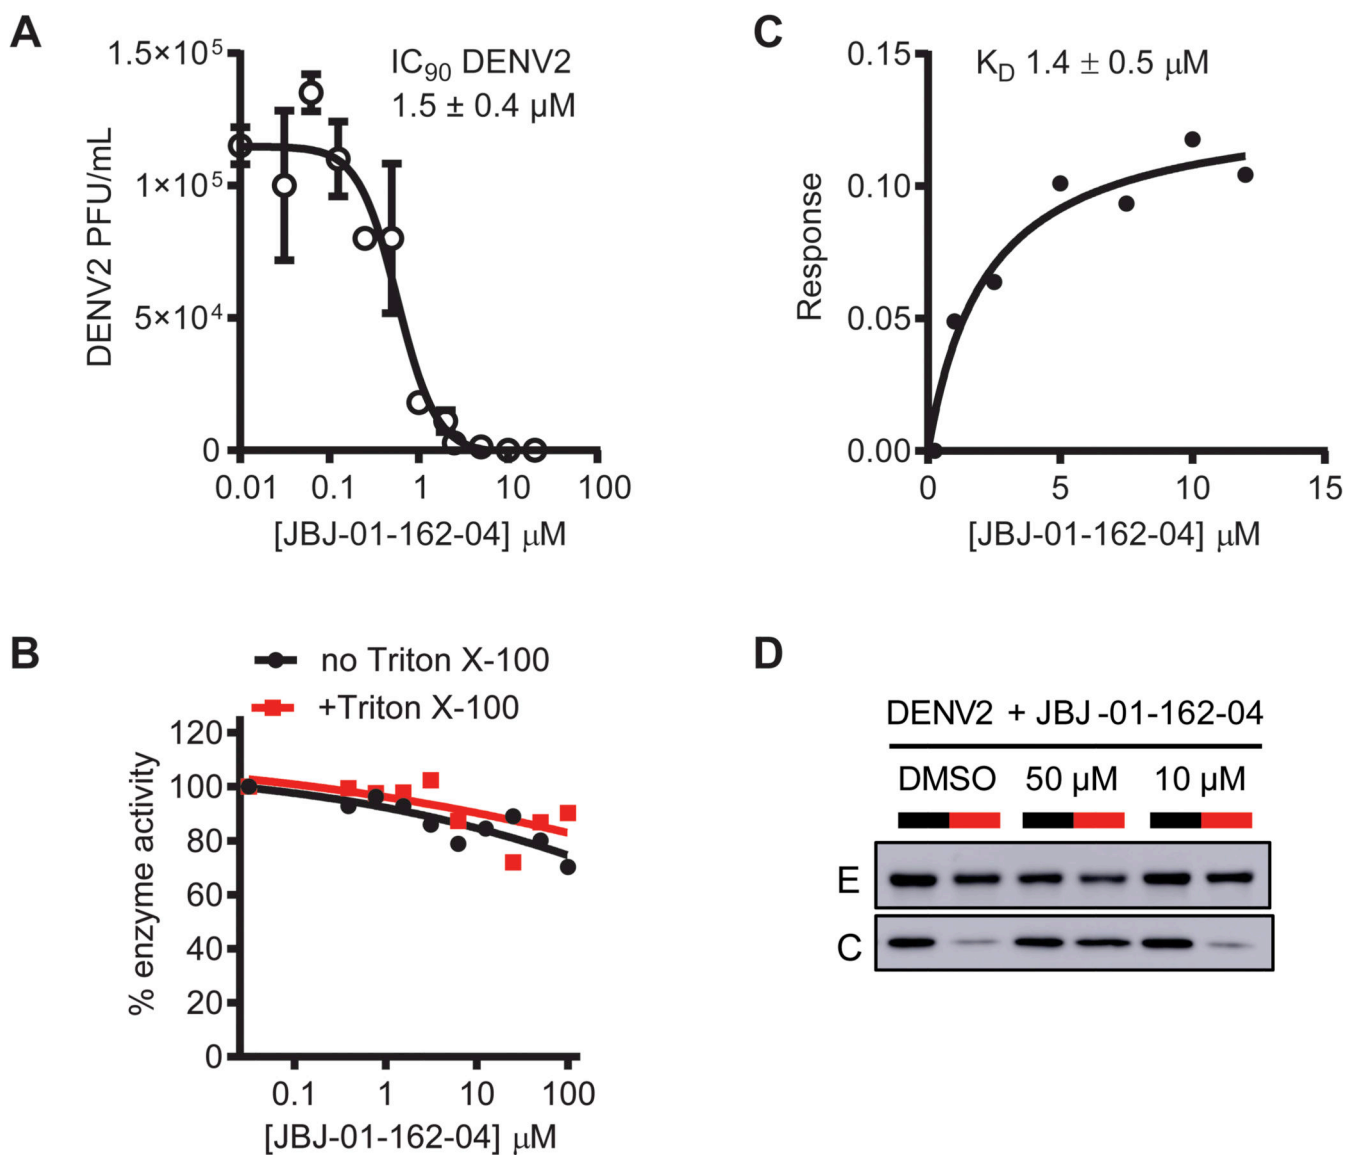 A
1.5×10⁵
1×10⁵
5×10⁴
0
DENV2 PFU/mL
IC₉₀ DENV2
1.5 ± 0.4 µM
0.01 0.1 1 10 100
[JBJ-01-162-04] µM
C
0.15
0.10
0.05
0.00
Response
K_D 1.4 ± 0.5 µM
0 5 10 15
[JBJ-01-162-04] µM
B
no Triton X-100
+Triton X-100
120
100
80
60
40
20
0
% enzyme activity
0.1 1 10 100
[JBJ-01-162-04] µM
D
DENV2 + JBJ-01-162-04
DMSO 50 µM 10 µM
E
C